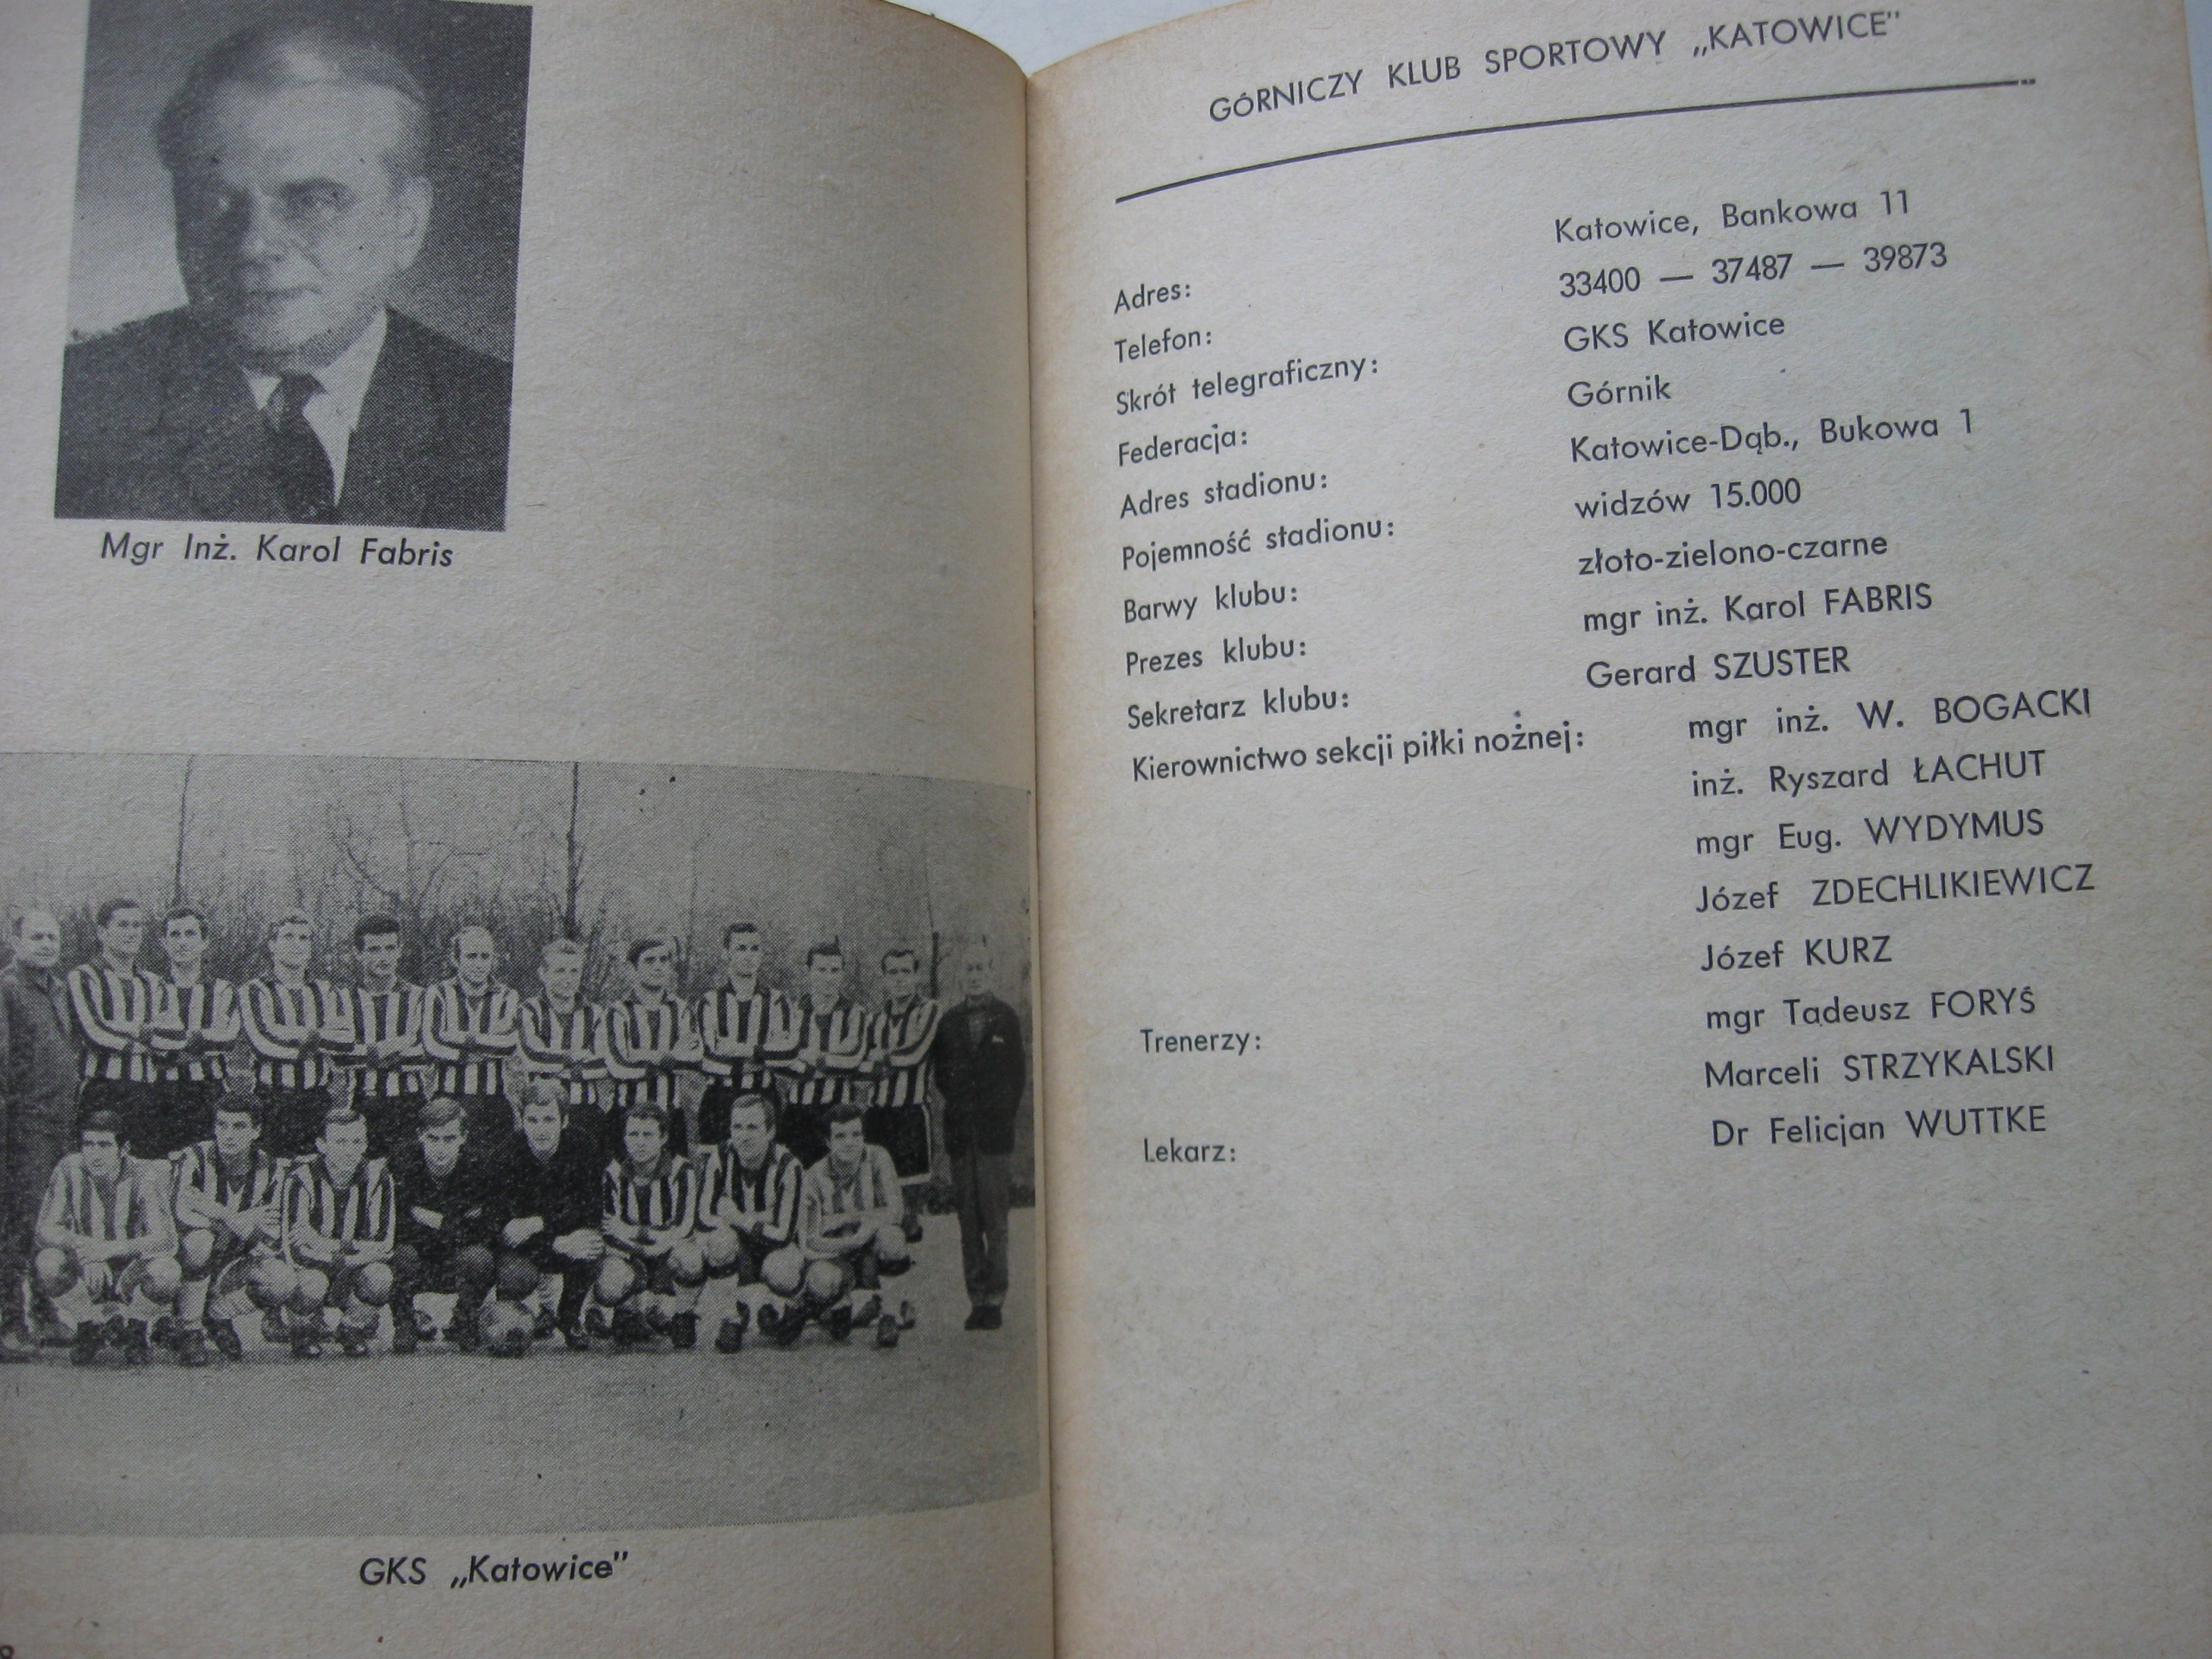 Mgr Inż. Karol Fabris
GKS „Katowice"
8
GÓRNICZY KLUB SPORTOWY „KATOWICE"
Adres: Katowice, Bankowa 11
Telefon: 33400 — 37487 — 39873
Skrót telegraficzny: GKS Katowice
Federacja: Górnik
Adres stadionu: Katowice-Dąb., Bukowa 1
Pojemność stadionu: widzów 15.000
Barwy klubu: złoto-zielono-czarne
Prezes klubu: mgr inż. Karol FABRIS
Sekretarz klubu: Gerard SZUSTER
Kierownictwo sekcji piłki nożnej: mgr inż. W. BOGACKI
inż. Ryszard ŁACHUT
mgr Eug. WYDYMUS
Józef ZDECHLIKIEWICZ
Józef KURZ
Trenerzy: mgr Tadeusz FORYŚ
Marceli STRZYKALSKI
Lekarz: Dr Felicjan WUTTKE